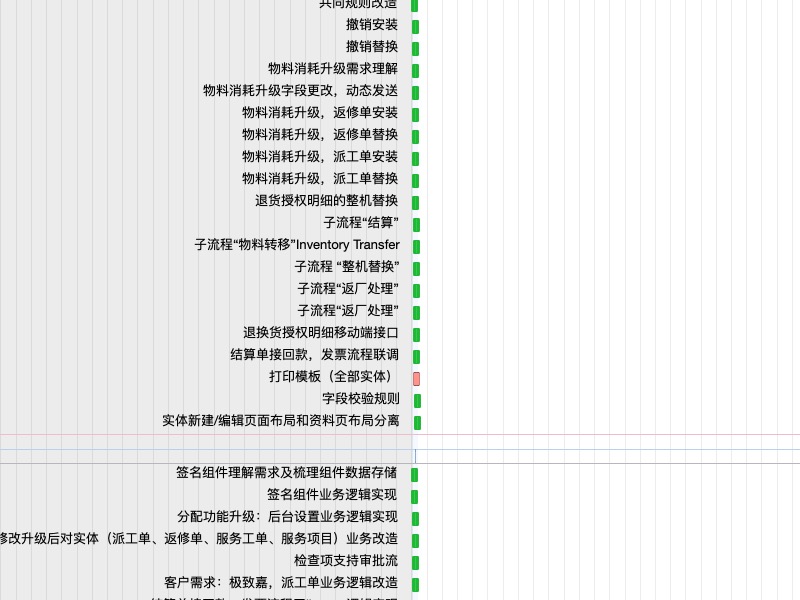 共同规则改造
撤销安装
撤销替换
物料消耗升级需求理解
物料消耗升级字段更改，动态发送
物料消耗升级，返修单安装
物料消耗升级，返修单替换
物料消耗升级，派工单安装
物料消耗升级，派工单替换
退货授权明细的整机替换
子流程“结算”
子流程“物料转移”Inventory Transfer
子流程 “整机替换”
子流程“返厂处理”
子流程“返厂处理”
退换货授权明细移动端接口
结算单接回款，发票流程联调
打印模板（全部实体）
字段校验规则
实体新建/编辑页面布局和资料页布局分离
签名组件理解需求及梳理组件数据存储
签名组件业务逻辑实现
分配功能升级：后台设置业务逻辑实现
修改升级后对实体（派工单、返修单、服务工单、服务项目）业务改造
检查项支持审批流
客户需求：极致嘉，派工单业务逻辑改造